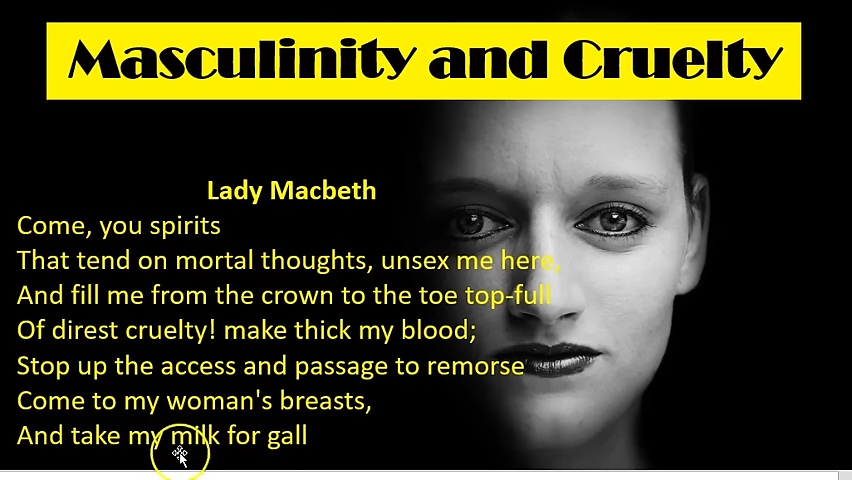 Masculinity and Cruelty
Lady Macbeth
Come, you spirits
That tend on mortal thoughts, unsex me here,
And fill me from the crown to the toe top-full
Of direst cruelty! make thick my blood;
Stop up the access and passage to remorse
Come to my woman's breasts,
And take my milk for gall